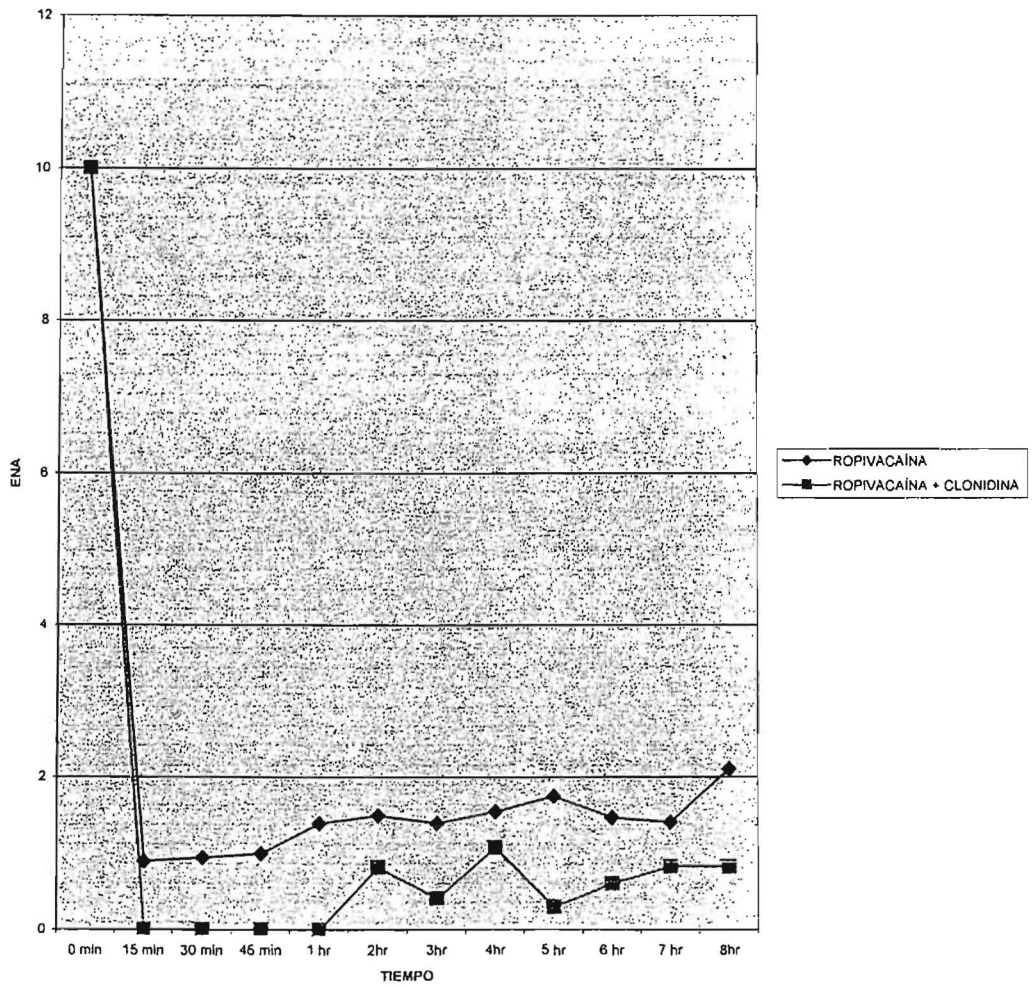 12
10
8
6
4
2
0
ENA
0 min 15 min 30 min 45 min 1 hr 2hr 3hr 4hr 5 hr 6 hr 7 hr 8hr
TIEMPO
ROPIVACAÍNA
ROPIVACAÍNA + CLONIDINA